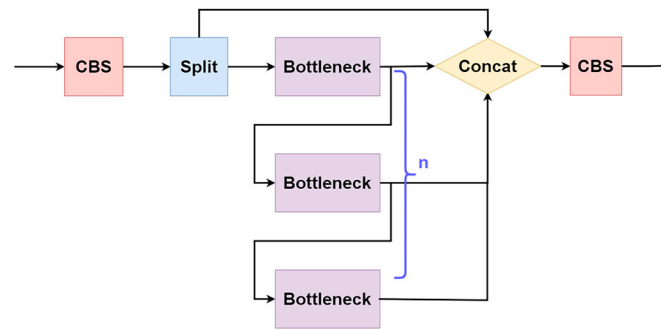 CBS
Split
Bottleneck
Concat
CBS
n
Bottleneck
Bottleneck